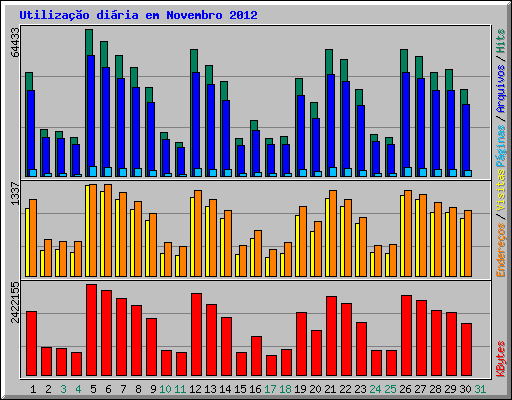 Utilização diária em Novembro 2012
64433
1337
2422155
Endereços / Visitas Páginas / Arquivos / Hits
KBytes
1 2 3 4 5 6 7 8 9 10 11 12 13 14 15 16 17 18 19 20 21 22 23 24 25 26 27 28 29 30 31